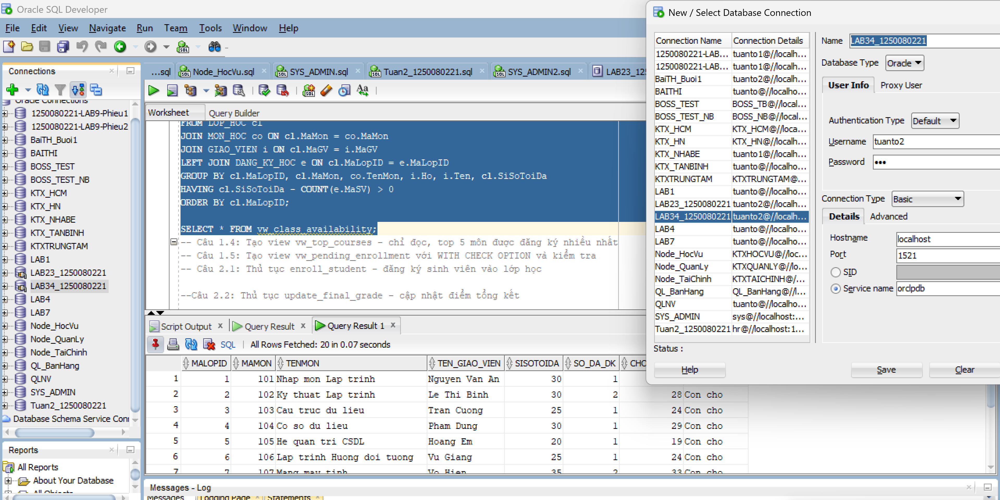 Oracle SQL Developer
File Edit View Navigate Run Team Tools Window Help
Connections
Oracle Connections
1250080221-LAB9-Phieu1
1250080221-LAB9-Phieu2
BaiTH_Buoi1
BAITHI
BOSS_TEST
BOSS_TEST_NB
KTX_HCM
KTX_HN
KTX_NHABE
KTX_TANBINH
KTXTRUNGTAM
LAB1
LAB23_1250080221
LAB34_1250080221
LAB4
LAB7
Node_HocVu
Node_QuanLy
Node_TaiChinh
QL_BanHang
QLNV
SYS_ADMIN
Tuan2_1250080221
Database Schema Service Conn
Reports
All Reports
About Your Database
All Objects
...sql Node_HocVu.sql SYS_ADMIN.sql Tuan2_1250080221.sql SYS_ADMIN2.sql LAB23_125
Worksheet Query Builder
FROM LOP_HOC cl
JOIN MON_HOC co ON cl.MaMon = co.MaMon
JOIN GIAO_VIEN i ON cl.MaGV = i.MaGV
LEFT JOIN DANG_KY_HOC e ON cl.MaLopID = e.MaLopID
GROUP BY cl.MaLopID, cl.MaMon, co.TenMon, i.Ho, i.Ten, cl.SiSoToiDa
HAVING cl.SiSoToiDa - COUNT(e.MaSV) > 0
ORDER BY cl.MaLopID;
SELECT * FROM vw_class_availability;
-- Câu 1.4: Tạo view vw_top_courses - chỉ đọc, top 5 môn được đăng ký nhiều nhất
-- Câu 1.5: Tạo view vw_pending_enrollment với WITH CHECK OPTION và kiểm tra
-- Câu 2.1: Thủ tục enroll_student - đăng ký sinh viên vào lớp học
--Câu 2.2: Thủ tục update_final_grade - cập nhật điểm tổng kết
Script Output Query Result Query Result 1
SQL All Rows Fetched: 20 in 0.07 seconds
MALOPID MAMON TENMON TEN_GIAO_VIEN SISOTOIDA SO_DA_DK CHO
1 1 101 Nhap mon Lap trinh Nguyen Van An 30 1
2 2 102 Ky thuat Lap trinh Le Thi Binh 30 2 28 Con cho
3 3 103 Cau truc du lieu Tran Cuong 25 1 24 Con cho
4 4 104 Co so du lieu Pham Dung 30 1 29 Con cho
5 5 105 He quan tri CSDL Hoang Em 20 1 19 Con cho
6 6 106 Lap trinh Huong doi tuong Vu Giang 25 1 24 Con cho
7 7 107 Mang may tinh Vo Hien 35 2 33 Con cho
Messages - Log
Messages Logging Page Statements
New / Select Database Connection
Connection Name Connection Details
1250080221-LAB... tuanto1@//localh...
1250080221-LAB... tuanto1@//localh...
BaiTH_Buoi1 tuanto2@//localh...
BAITHI tuanto@//localho...
BOSS_TEST BOSS_TB@//local...
BOSS_TEST_NB BOSS_NB@//local...
KTX_HCM KTX_HCM@//loca...
KTX_HN KTX_HN@//localh...
KTX_NHABE tuanto1@//localh...
KTX_TANBINH tuanto@//localho...
KTXTRUNGTAM KTXTRUNGTAM@...
LAB1 tuanto@//localho...
LAB23_1250080221 tuanto2@//localh...
LAB34_1250080221 tuanto2@//localh...
LAB4 tuanto@//localho...
LAB7 tuanto@//localho...
Node_HocVu KTXHOCVU@//loc...
Node_QuanLy KTXQUANLY@//lo...
Node_TaiChinh KTXTAICHINH@/...
QL_BanHang QL_BanHang@//l...
QLNV tuanto@//localho...
SYS_ADMIN sys@//localhost:...
Tuan2_1250080221 hr@//localhost:1...
Status :
Help Save Clear
Name LAB34_1250080221
Database Type Oracle
User Info Proxy User
Authentication Type Default
Username tuanto2
Password •••
Connection Type Basic
Details Advanced
Hostname localhost
Port 1521
SID
Service name orclpdb